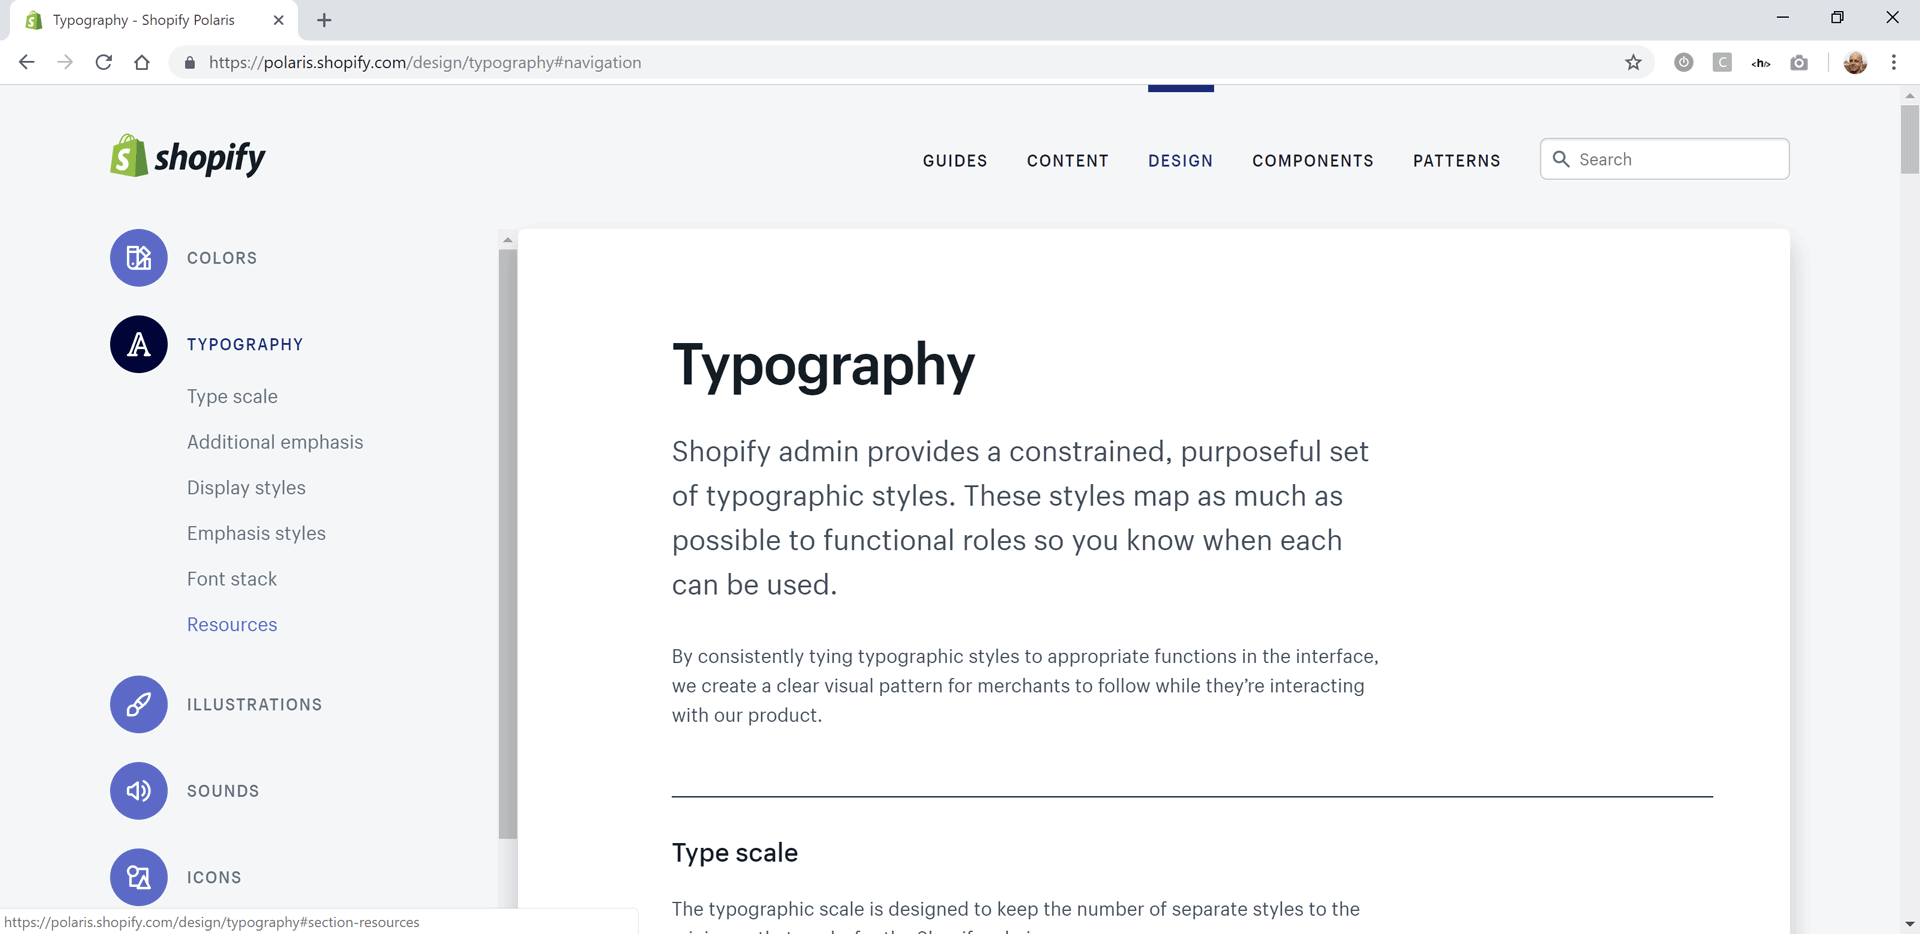 Typography - Shopify Polaris
https://polaris.shopify.com/design/typography#navigation
C
<h/>
shopify
GUIDES CONTENT DESIGN COMPONENTS PATTERNS Search
COLORS
TYPOGRAPHY
Type scale
Additional emphasis
Display styles
Emphasis styles
Font stack
Resources
ILLUSTRATIONS
SOUNDS
ICONS
Typography
Shopify admin provides a constrained, purposeful set
of typographic styles. These styles map as much as
possible to functional roles so you know when each
can be used.
By consistently tying typographic styles to appropriate functions in the interface,
we create a clear visual pattern for merchants to follow while they’re interacting
with our product.
Type scale
The typographic scale is designed to keep the number of separate styles to the
https://polaris.shopify.com/design/typography#section-resources